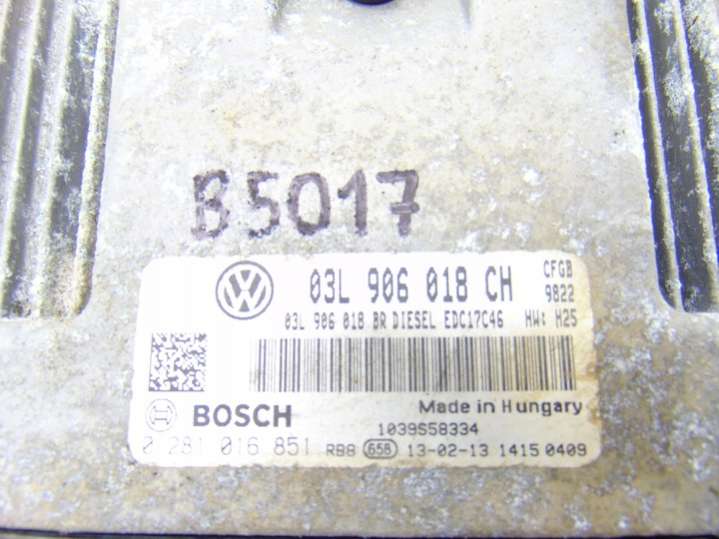 B5017
03L 906 018 CH CFGB 9822
03L 906 018 BR DIESEL EDC17C46 HW: H25
BOSCH Made in Hungary
1039S58334
0 281 016 851 RB8 658 13-02-13 1415 0409